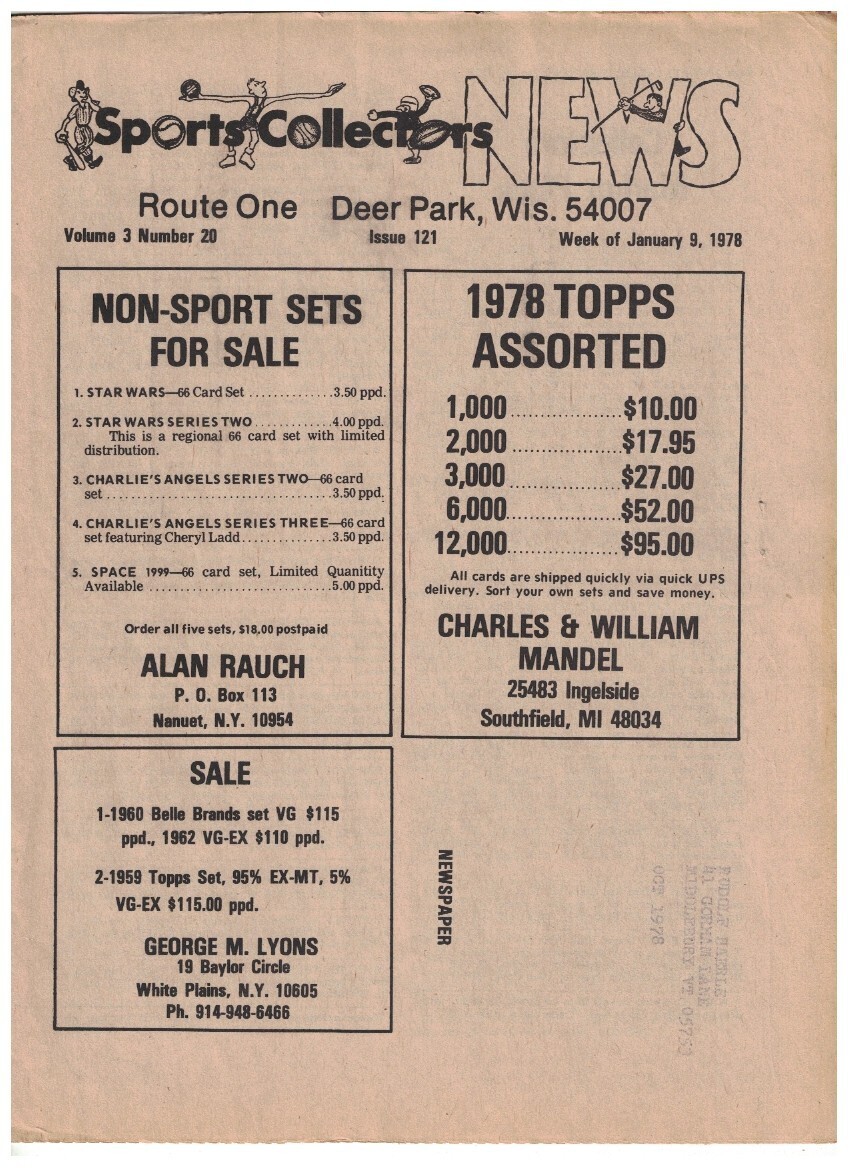 Sports Collectors NEWS
Route One Deer Park, Wis. 54007
Volume 3 Number 20 Issue 121 Week of January 9, 1978
NON-SPORT SETS
FOR SALE
1. STAR WARS—66 Card Set .............3.50 ppd.
2. STAR WARS SERIES TWO ............4.00 ppd.
This is a regional 66 card set with limited
distribution.
3. CHARLIE'S ANGELS SERIES TWO—66 card
set ...................................3.50 ppd.
4. CHARLIE'S ANGELS SERIES THREE—66 card
set featuring Cheryl Ladd..............3.50 ppd.
5. SPACE 1999—66 card set, Limited Quanitity
Available .............................5.00 ppd.
Order all five sets, $18,00 postpaid
ALAN RAUCH
P. O. Box 113
Nanuet, N.Y. 10954
1978 TOPPS
ASSORTED
1,000..................$10.00
2,000..................$17.95
3,000..................$27.00
6,000..................$52.00
12,000..................$95.00
All cards are shipped quickly via quick UPS
delivery. Sort your own sets and save money.
CHARLES & WILLIAM
MANDEL
25483 Ingelside
Southfield, MI 48034
SALE
1-1960 Belle Brands set VG $115
ppd., 1962 VG-EX $110 ppd.
2-1959 Topps Set, 95% EX-MT, 5%
VG-EX $115.00 ppd.
GEORGE M. LYONS
19 Baylor Circle
White Plains, N.Y. 10605
Ph. 914-948-6466
NEWSPAPER
OCT 1978